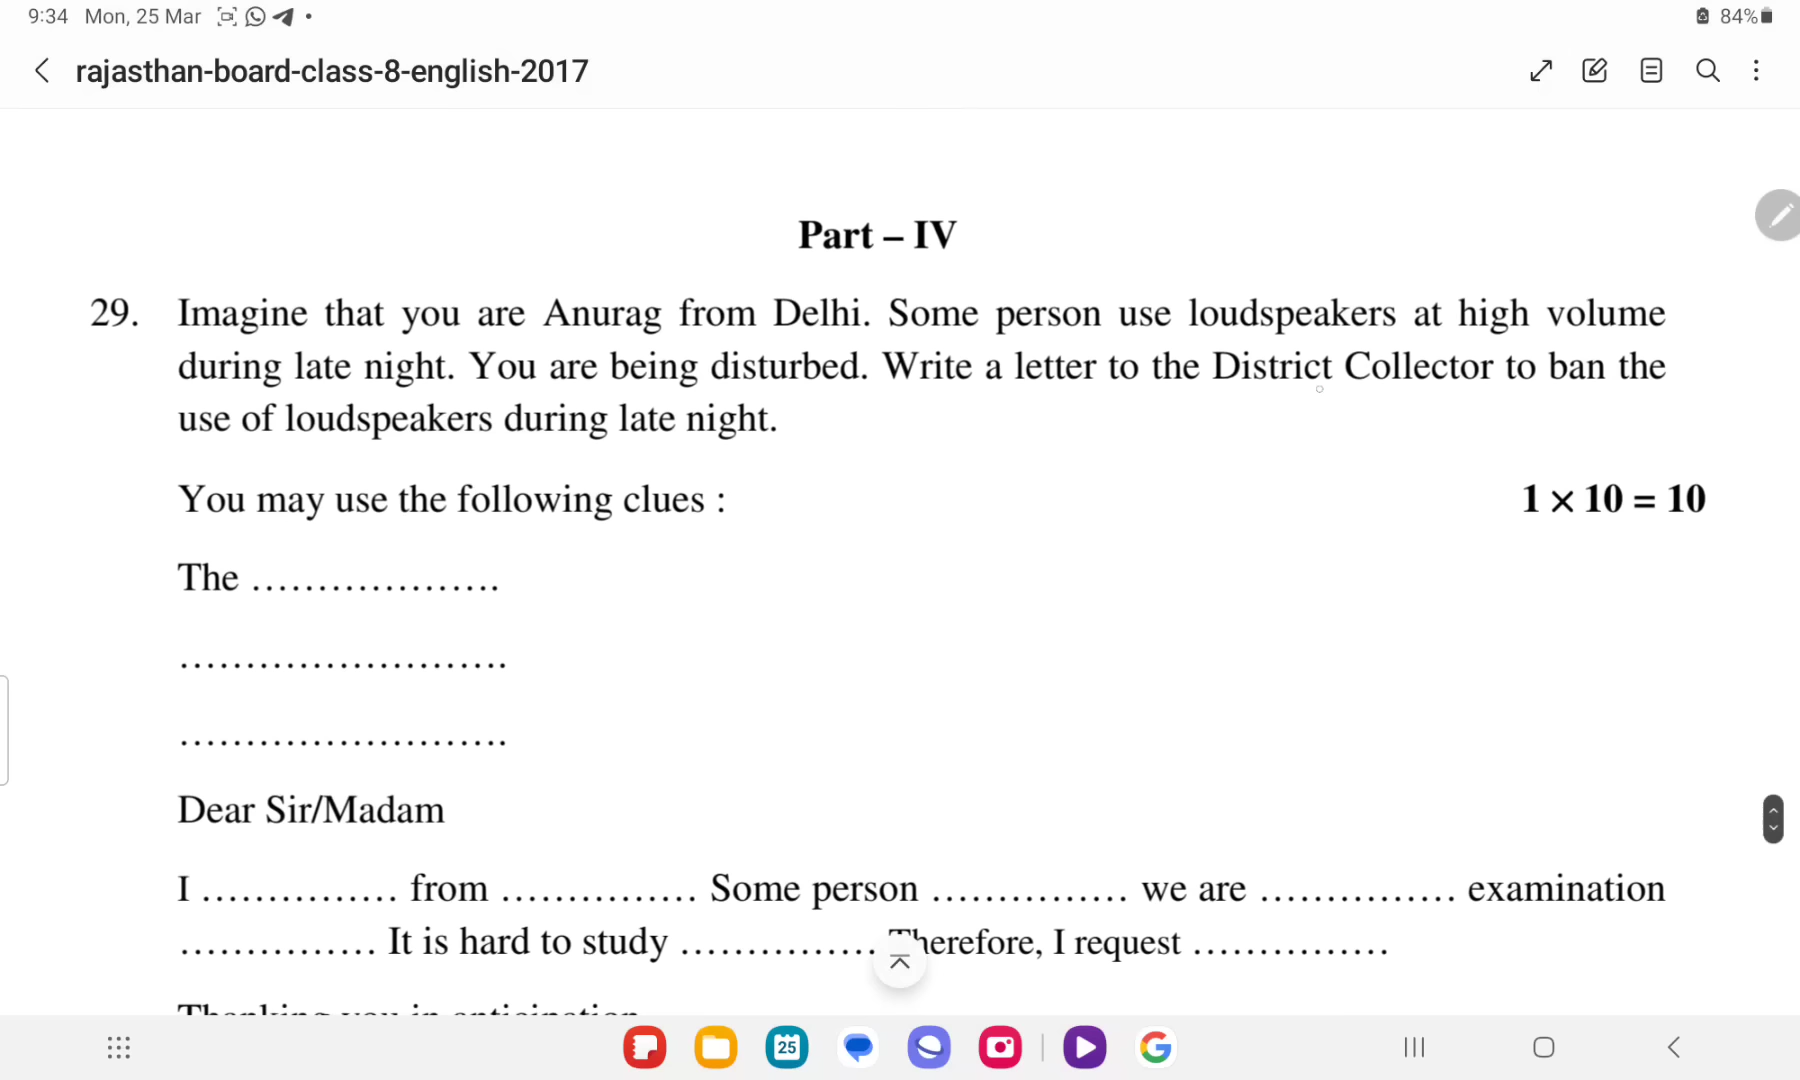 9:34 Mon, 25 Mar
84%
rajasthan-board-class-8-english-2017
Part – IV
29. Imagine that you are Anurag from Delhi. Some person use loudspeakers at high volume
during late night. You are being disturbed. Write a letter to the District Collector to ban the
use of loudspeakers during late night.
You may use the following clues : 1 × 10 = 10
The ...................
.........................
.........................
Dear Sir/Madam
I ............... from ............... Some person ............... we are ............... examination
............... It is hard to study ............... Therefore, I request ...............
Thanking you in anticipation
25